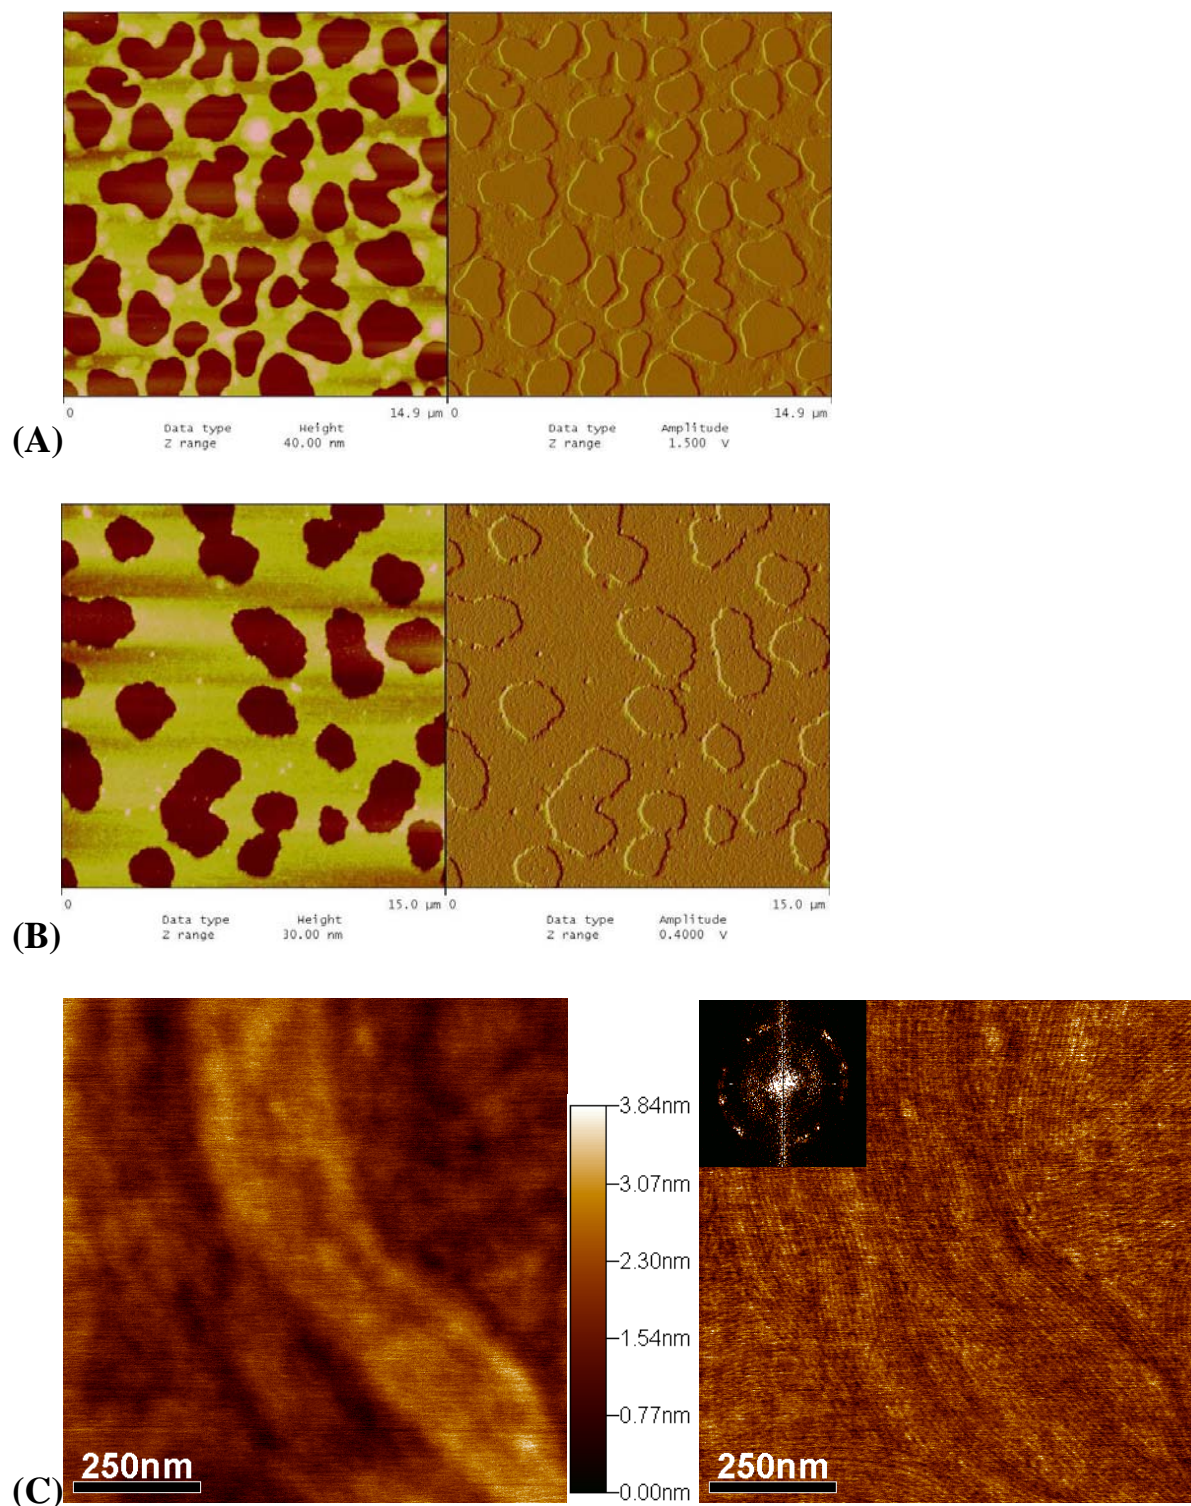 0 14.9 µm 0 14.9 µm
Data type Height Data type Amplitude
Z range 40.00 nm Z range 1.500 V
(A)
0 15.0 µm 0 15.0 µm
Data type Height Data type Amplitude
Z range 30.00 nm Z range 0.4000 V
(B)
3.84nm
3.07nm
2.30nm
1.54nm
0.77nm
0.00nm
250nm 250nm
(C)